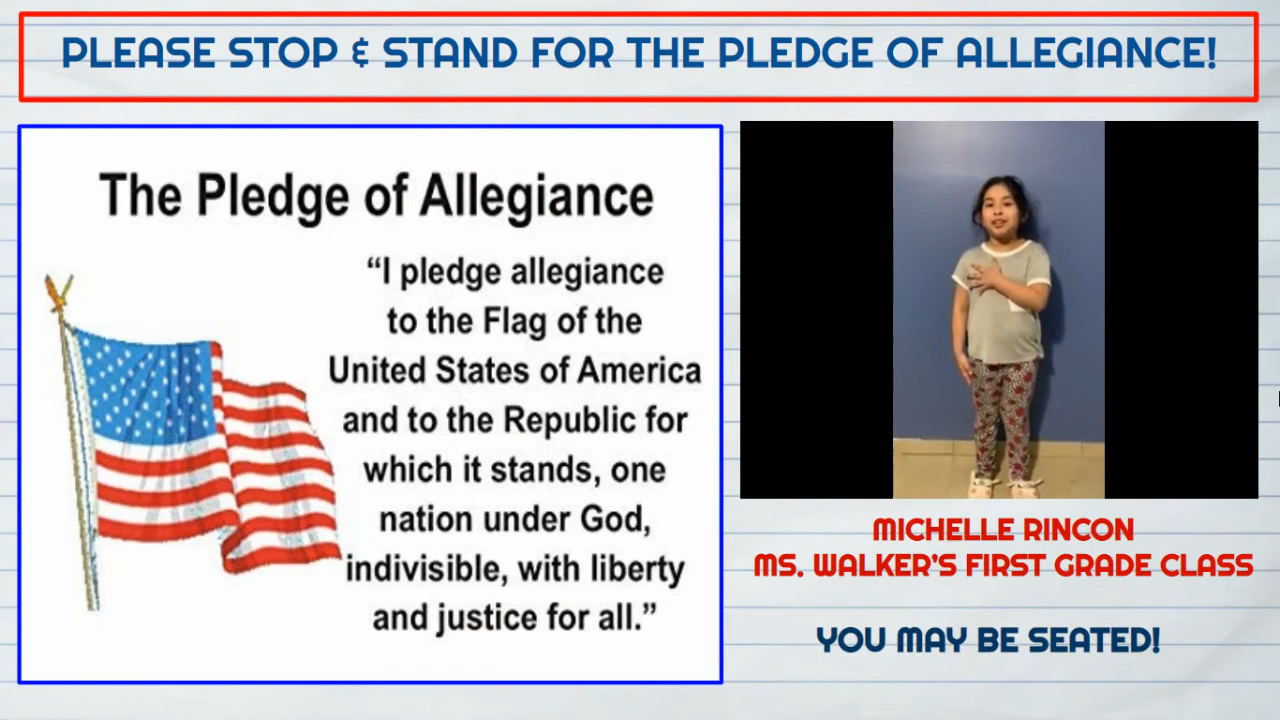 PLEASE STOP & STAND FOR THE PLEDGE OF ALLEGIANCE!
The Pledge of Allegiance
“I pledge allegiance
to the Flag of the
United States of America
and to the Republic for
which it stands, one
nation under God,
indivisible, with liberty
and justice for all.”
MICHELLE RINCON
MS. WALKER’S FIRST GRADE CLASS
YOU MAY BE SEATED!